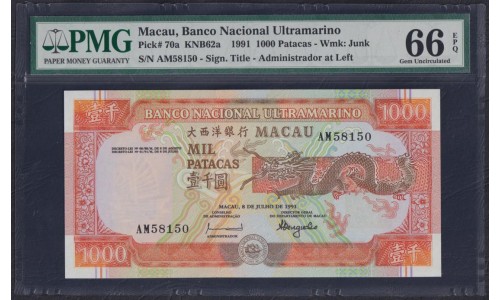 PMG
PAPER MONEY GUARANTY
Macau, Banco Nacional Ultramarino
Pick# 70a KNB62a 1991 1000 Patacas - Wmk: Junk
S/N AM58150 - Sign. Title - Administrador at Left
66 EPQ
Gem Uncirculated
壹千 BANCO NACIONAL ULTRAMARINO 1000
大西洋銀行 MACAU
AM58150
MIL
PATACAS
壹千圓
MACAU, 8 DE JULHO DE 1991
AM58150
ADMINISTRADOR
1000 壹千